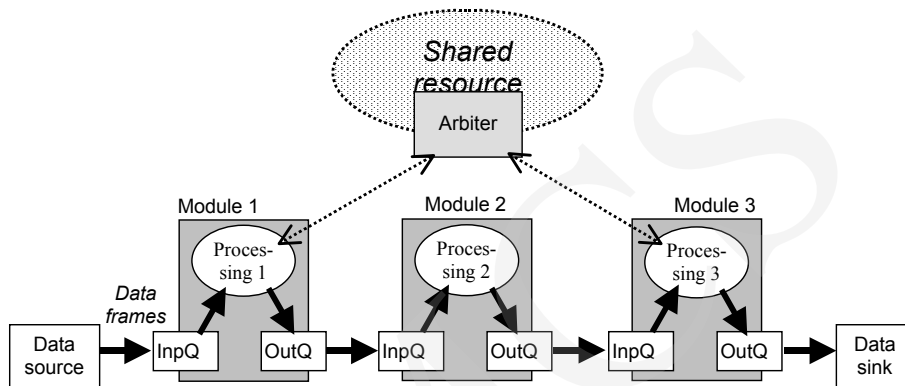 Shared
resource
Arbiter
Module 1
Module 2
Module 3
Proces-
sing 1
Proces-
sing 2
Proces-
sing 3
Data
frames
Data
source
InpQ
OutQ
InpQ
OutQ
InpQ
OutQ
Data
sink